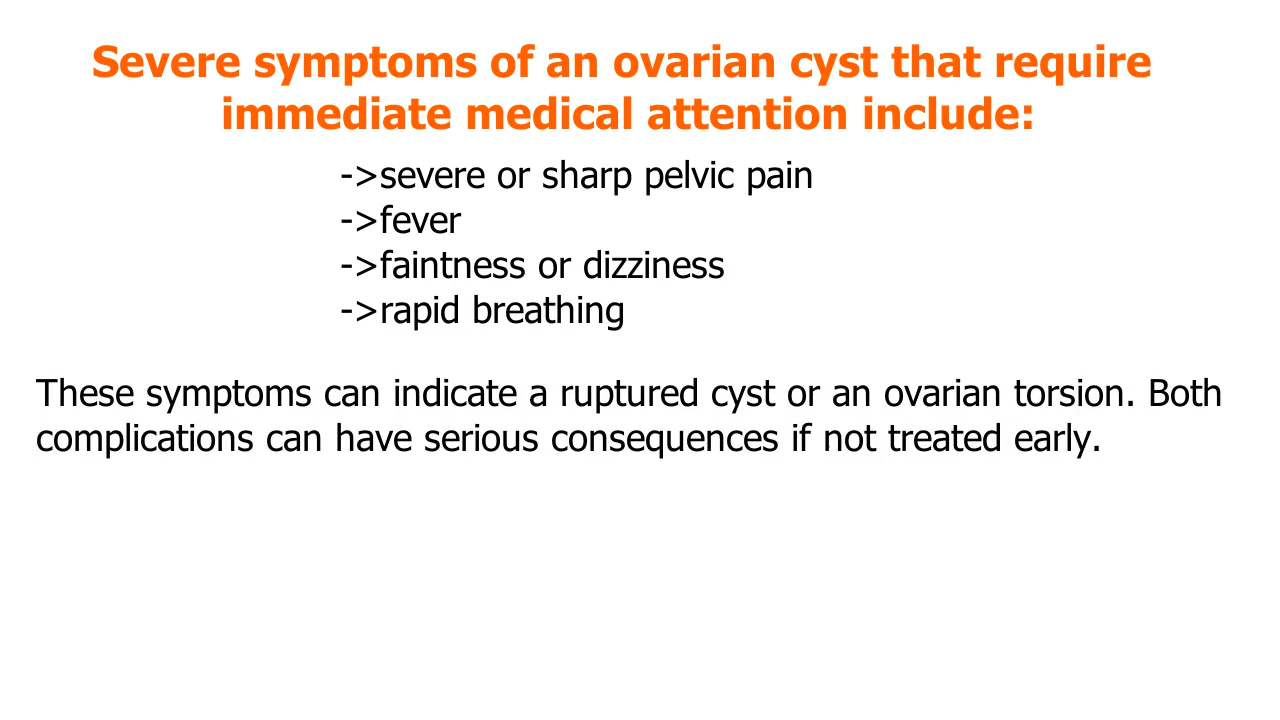 Severe symptoms of an ovarian cyst that require
immediate medical attention include:
->severe or sharp pelvic pain
->fever
->faintness or dizziness
->rapid breathing
These symptoms can indicate a ruptured cyst or an ovarian torsion. Both
complications can have serious consequences if not treated early.